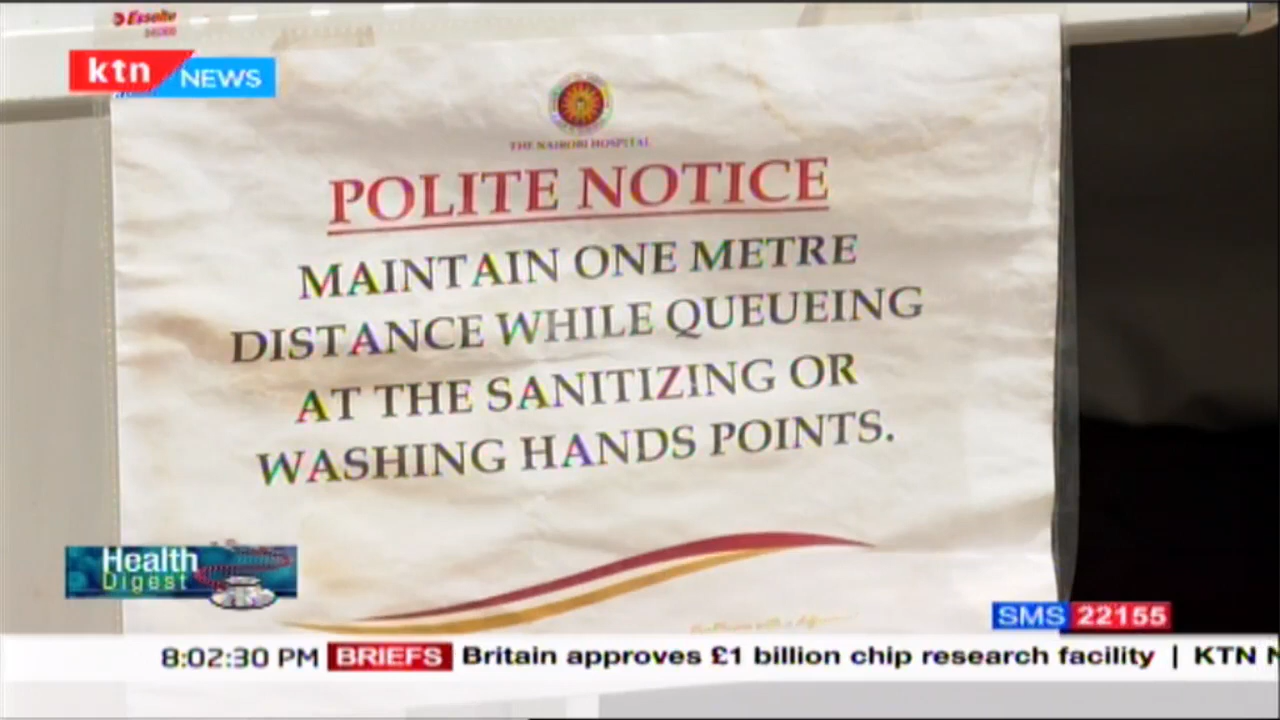 Esselte
ktn NEWS
THE NAIROBI HOSPITAL
POLITE NOTICE
MAINTAIN ONE METRE
DISTANCE WHILE QUEUEING
AT THE SANITIZING OR
WASHING HANDS POINTS.
Health
Digest
SMS 22155
8:02:30 PM BRIEFS Britain approves £1 billion chip research facility | KTN N